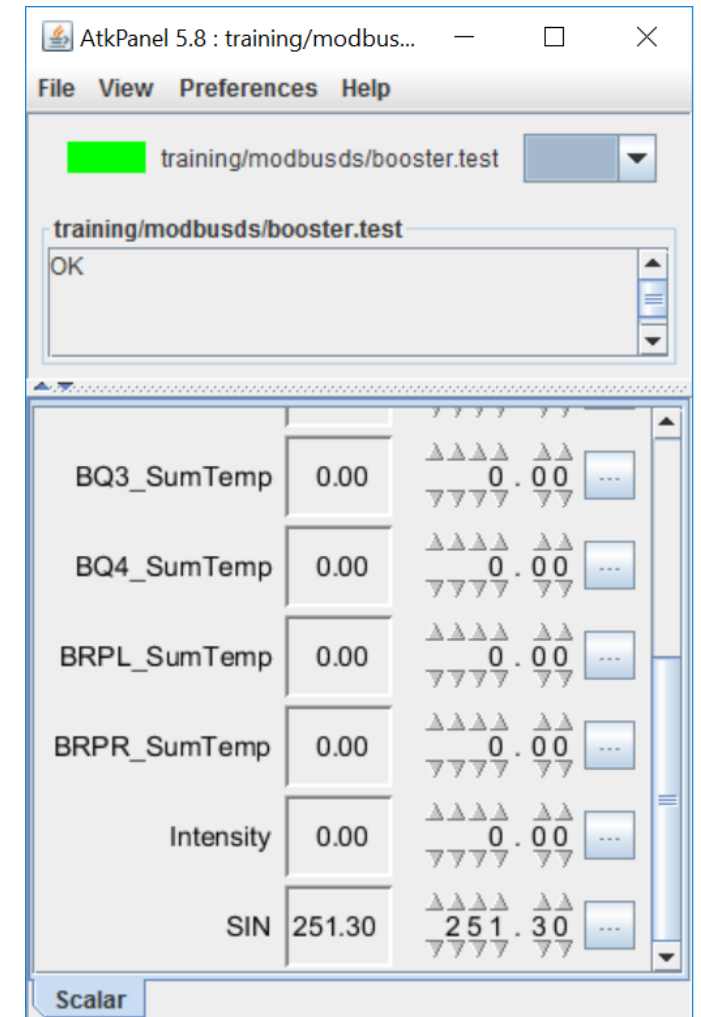 AtkPanel 5.8 : training/modbus...
File View Preferences Help
training/modbusds/booster.test
training/modbusds/booster.test
OK
BQ3_SumTemp 0.00 0.00 ...
BQ4_SumTemp 0.00 0.00 ...
BRPL_SumTemp 0.00 0.00 ...
BRPR_SumTemp 0.00 0.00 ...
Intensity 0.00 0.00 ...
SIN 251.30 251.30 ...
Scalar